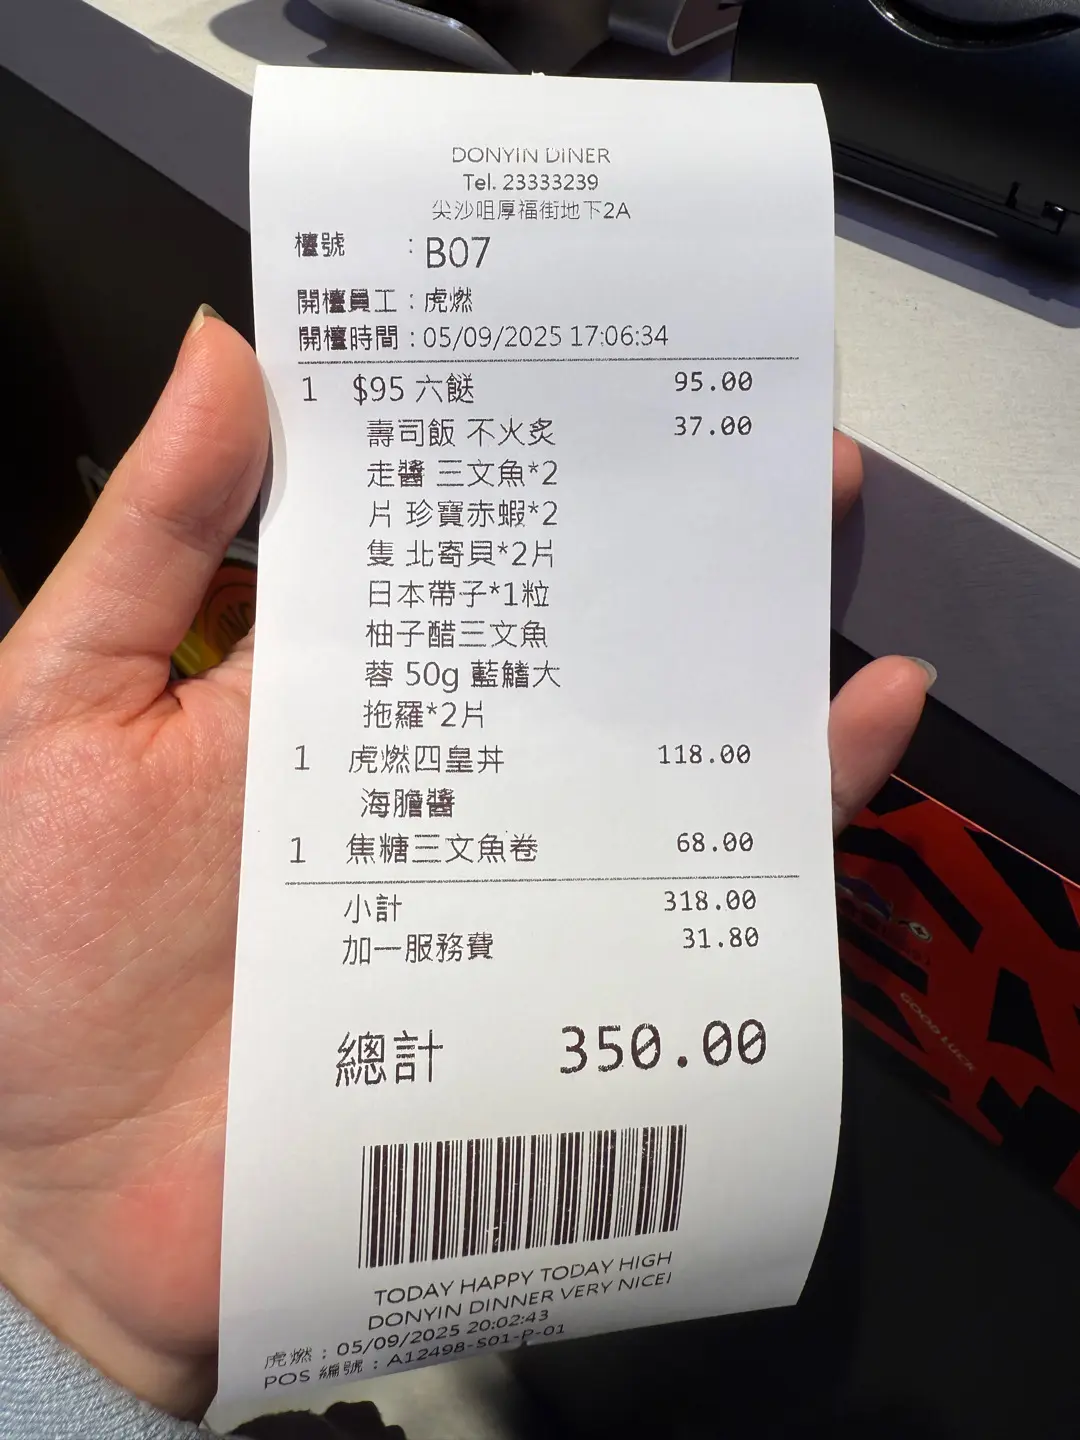 DONYIN DINER
Tel. 23333239
尖沙咀厚福街地下2A
檯號 : B07
開檯員工 : 虎燃
開檯時間 : 05/09/2025 17:06:34
1 $95 六餸 95.00
壽司飯 不火炙 37.00
走醬 三文魚*2
片 珍寶赤蝦*2
隻 北寄貝*2片
日本帶子*1粒
柚子醋三文魚
蓉 50g 藍鰭大
拖羅*2片
1 虎燃四皇丼 118.00
海膽醬
1 焦糖三文魚卷 68.00
小計 318.00
加一服務費 31.80
總計 350.00
TODAY HAPPY TODAY HIGH
DONYIN DINNER VERY NICE!
虎燃 : 05/09/2025 20:02:43
POS 編號 : A12498-S01-P-01
GOOD LUCK